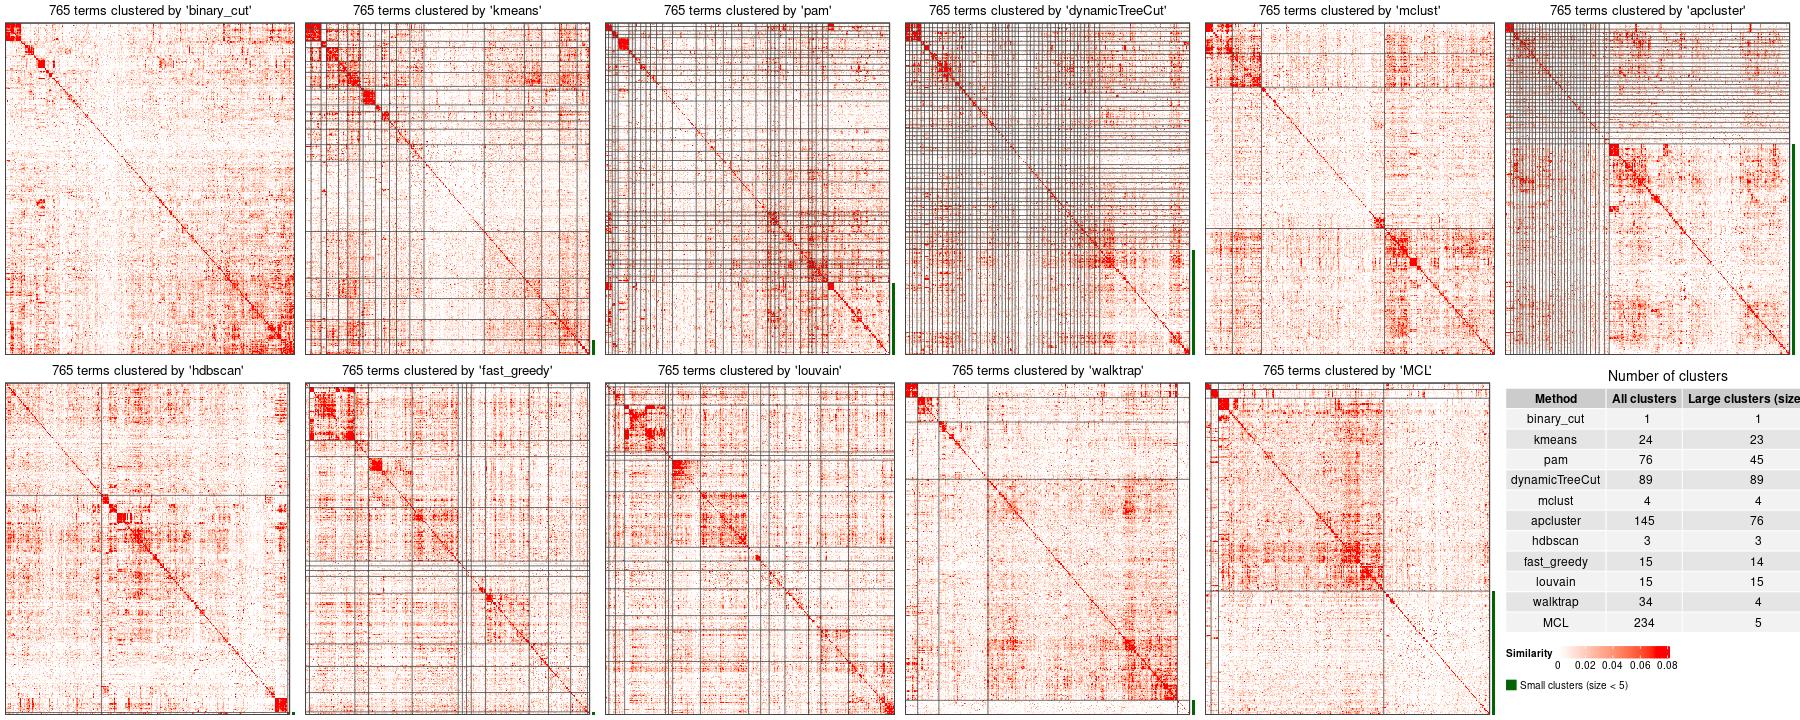 765 terms clustered by 'binary_cut'
765 terms clustered by 'kmeans'
765 terms clustered by 'pam'
765 terms clustered by 'dynamicTreeCut'
765 terms clustered by 'mclust'
765 terms clustered by 'apcluster'
765 terms clustered by 'hdbscan'
765 terms clustered by 'fast_greedy'
765 terms clustered by 'louvain'
765 terms clustered by 'walktrap'
765 terms clustered by 'MCL'
Number of clusters
Method All clusters Large clusters (size
binary_cut 1 1
kmeans 24 23
pam 76 45
dynamicTreeCut 89 89
mclust 4 4
apcluster 145 76
hdbscan 3 3
fast_greedy 15 14
louvain 15 15
walktrap 34 4
MCL 234 5
Similarity
0 0.02 0.04 0.06 0.08
Small clusters (size < 5)